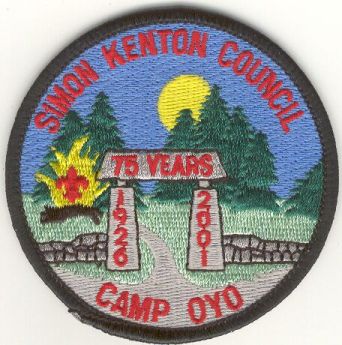 SIMON KENTON COUNCIL
75 YEARS
1926
2001
CAMP OYO